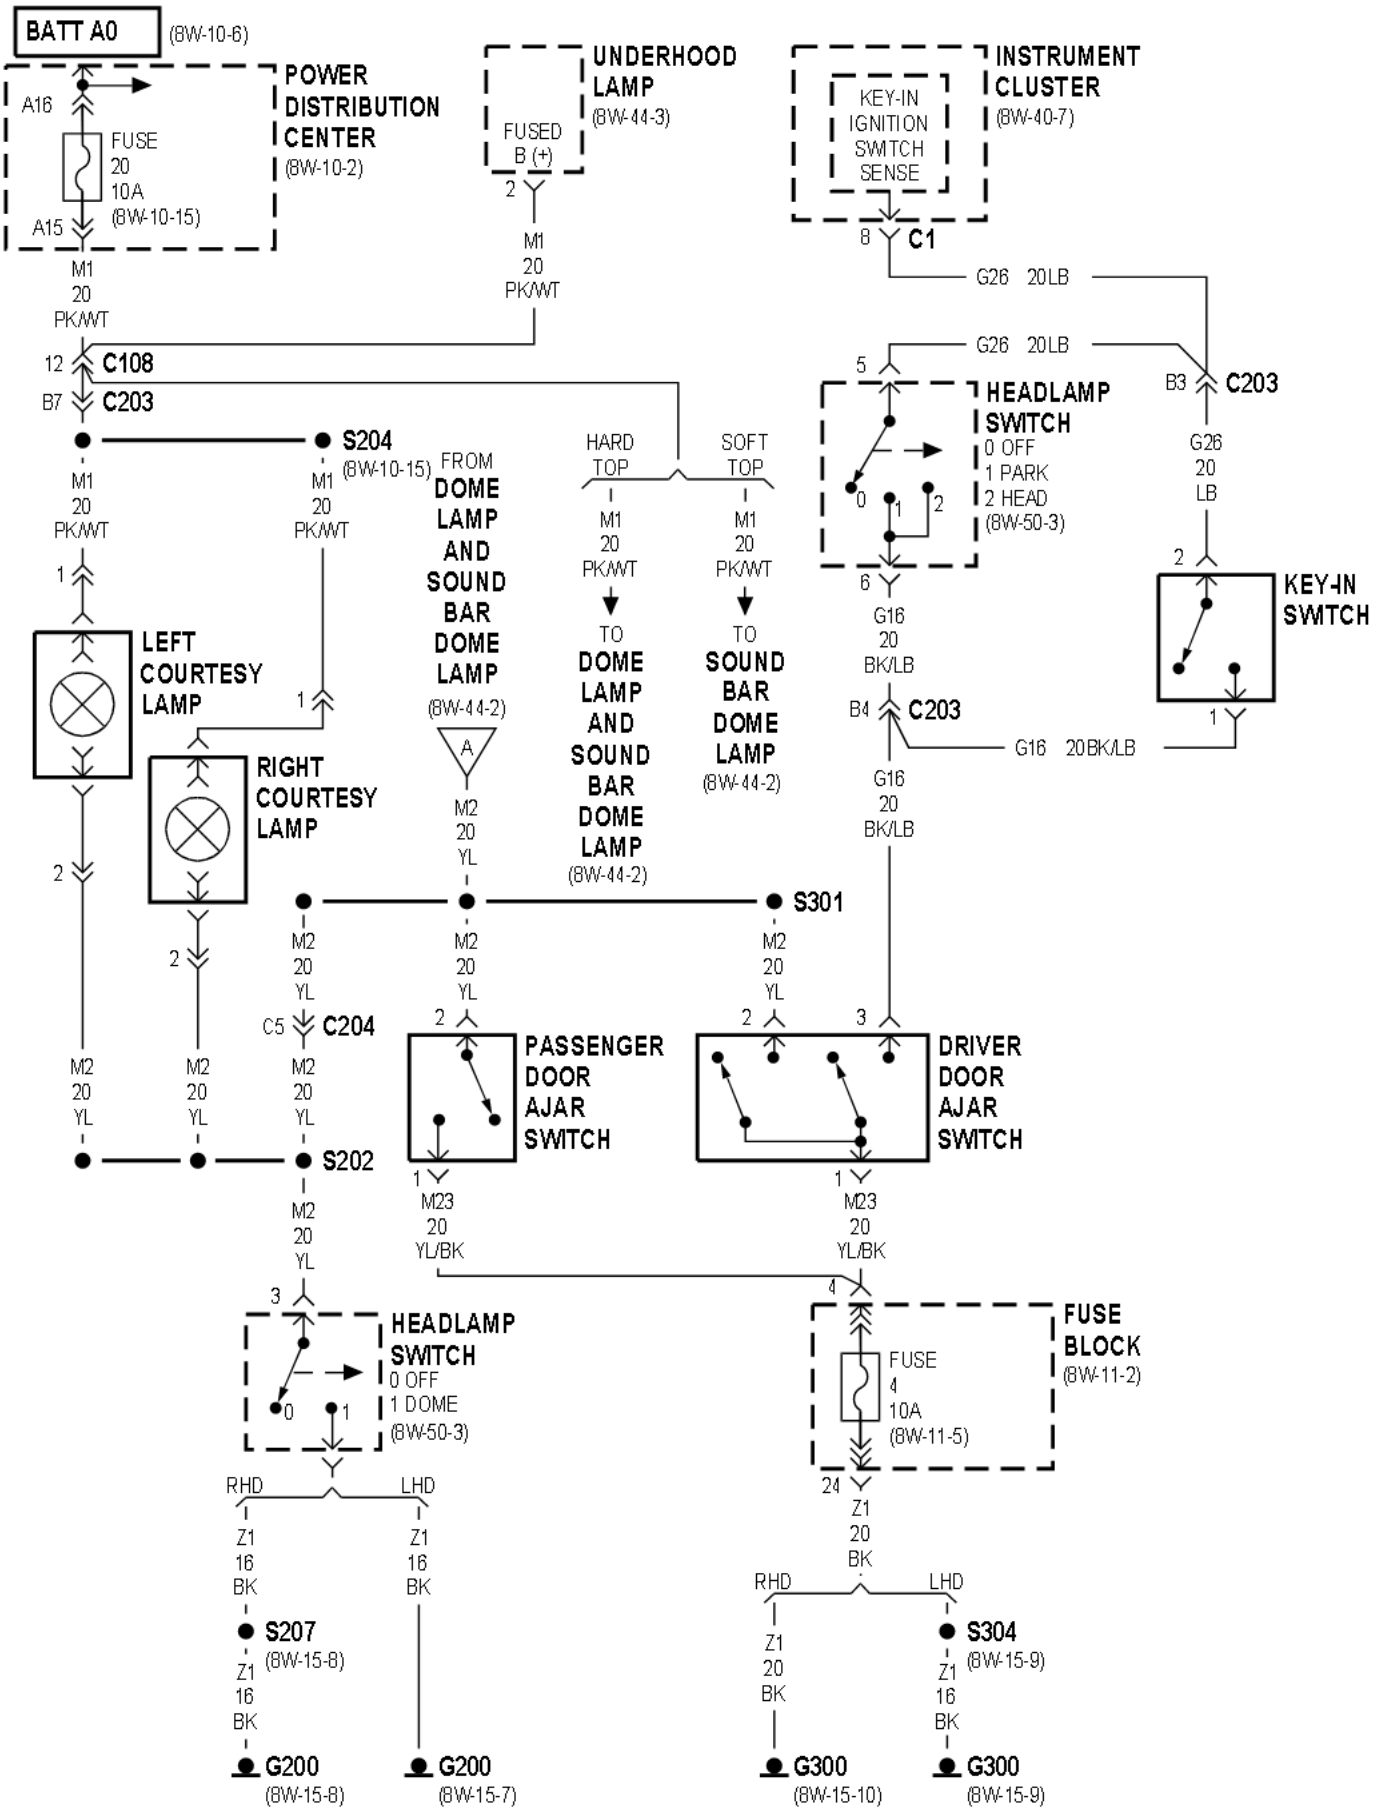 BATT A0
(8W-10-6)
POWER
DISTRIBUTION
CENTER
(8W-10-2)
A16
FUSE
20
10A
(8W-10-15)
A15
M1
20
PK/WT
12
C108
B7
C203
UNDERHOOD
LAMP
(8W-44-3)
FUSED
B (+)
2
M1
20
PK/WT
INSTRUMENT
CLUSTER
(8W-40-7)
KEY-IN
IGNITION
SWITCH
SENSE
8
C1
G26 20LB
G26 20LB
5
B3
C203
HEADLAMP
SWITCH
0 OFF
1 PARK
2 HEAD
(8W-50-3)
0
1
2
6
G16
20
BK/LB
G26
20
LB
2
KEY-IN
SWITCH
1
B4
C203
G16 20BK/LB
G16
20
BK/LB
S204
(8W-10-15)
M1
20
PK/WT
M1
20
PK/WT
1
LEFT
COURTESY
LAMP
2
1
RIGHT
COURTESY
LAMP
2
FROM
DOME
LAMP
AND
SOUND
BAR
DOME
LAMP
(8W-44-2)
A
M2
20
YL
HARD
TOP
M1
20
PK/WT
TO
DOME
LAMP
AND
SOUND
BAR
DOME
LAMP
(8W-44-2)
SOFT
TOP
M1
20
PK/WT
TO
SOUND
BAR
DOME
LAMP
(8W-44-2)
S301
M2
20
YL
M2
20
YL
M2
20
YL
C5
C204
2
PASSENGER
DOOR
AJAR
SWITCH
2
3
DRIVER
DOOR
AJAR
SWITCH
M2
20
YL
M2
20
YL
M2
20
YL
S202
M2
20
YL
1
M23
20
YL/BK
1
M23
20
YL/BK
4
3
HEADLAMP
SWITCH
0 OFF
1 DOME
(8W-50-3)
0
1
FUSE
BLOCK
(8W-11-2)
FUSE
4
10A
(8W-11-5)
24
Z1
20
BK
RHD
LHD
Z1
16
BK
Z1
16
BK
S207
(8W-15-8)
Z1
16
BK
G200
(8W-15-8)
G200
(8W-15-7)
RHD
LHD
Z1
20
BK
S304
(8W-15-9)
Z1
16
BK
G300
(8W-15-10)
G300
(8W-15-9)